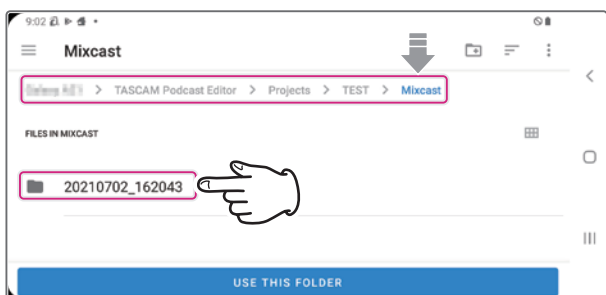 9:02
Mixcast
> TASCAM Podcast Editor > Projects > TEST > Mixcast
FILES IN MIXCAST
20210702_162043
USE THIS FOLDER